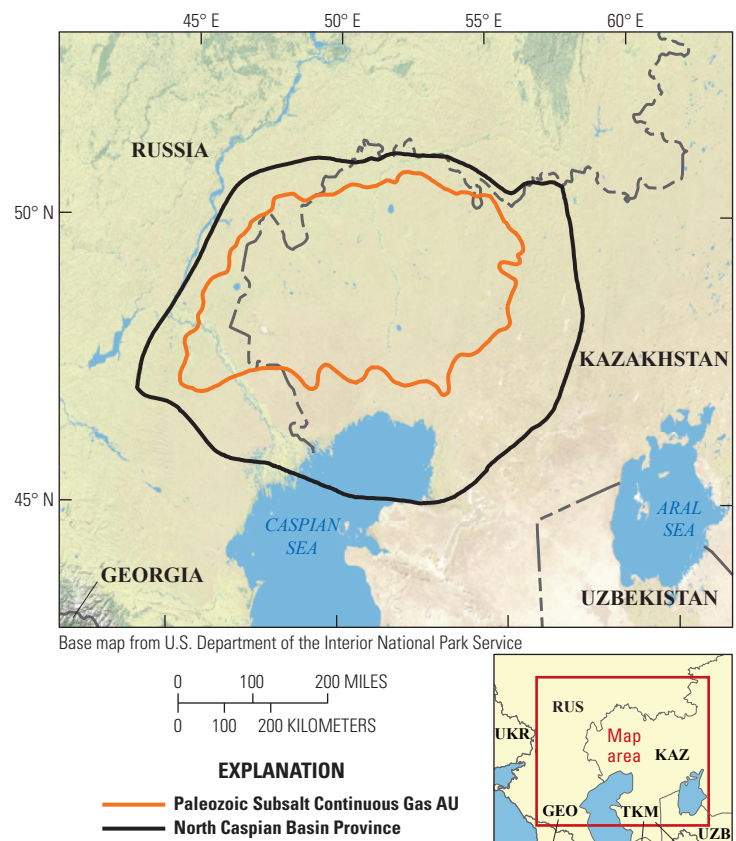 45° E 50° E 55° E 60° E
RUSSIA
50° N
KAZAKHSTAN
45° N
CASPIAN
SEA
ARAL
SEA
GEORGIA
UZBEKISTAN
Base map from U.S. Department of the Interior National Park Service
0 100 200 MILES
0 100 200 KILOMETERS
EXPLANATION
Paleozoic Subsalt Continuous Gas AU
North Caspian Basin Province
RUS
UKR
Map
area
KAZ
GEO
TKM
UZB